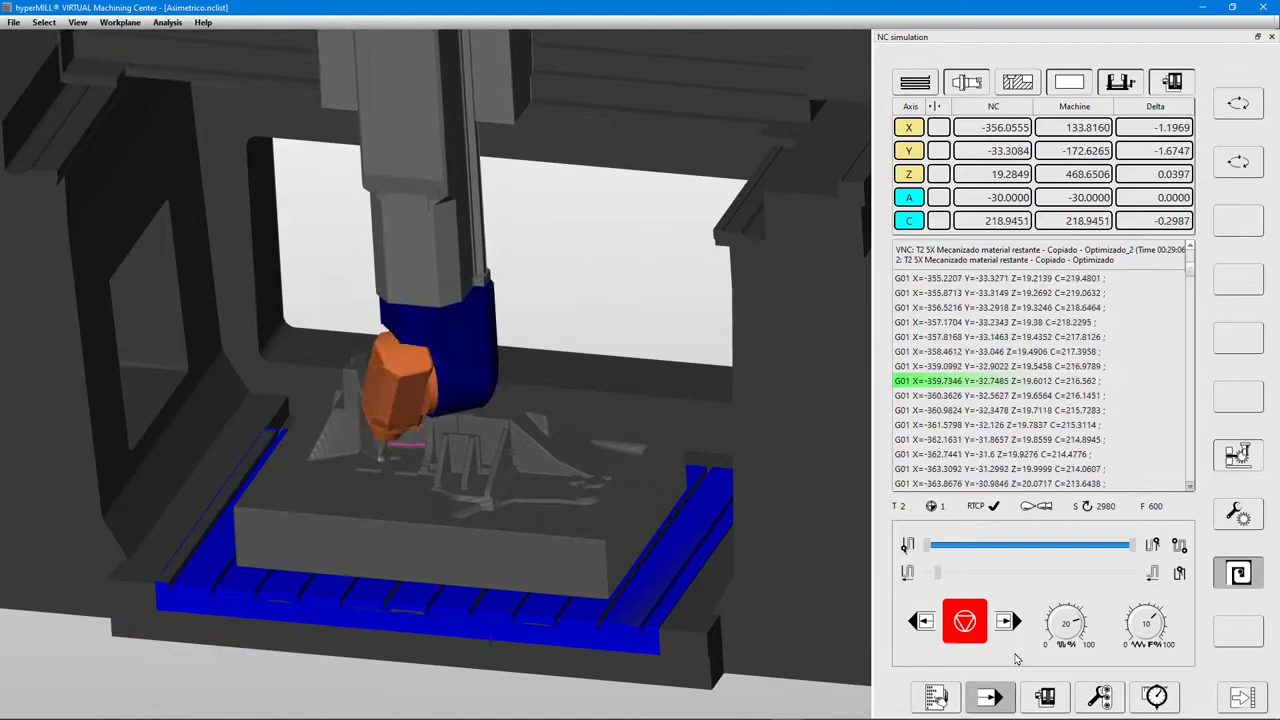 hyperMILL® VIRTUAL Machining Center - [Asimetrico.nclist]
File Select View Workplane Analysis Help
NC simulation
Axis NC Machine Delta
X -356.0555 133.8160 -1.1969
Y -33.3084 -172.6265 -1.6747
Z 19.2849 468.6506 0.0397
A -30.0000 -30.0000 0.0000
C 218.9451 218.9451 -0.2987
VNC: T2 5X Mecanizado material restante - Copiado - Optimizado_2 (Time 00:29:06
2: T2 5X Mecanizado material restante - Copiado - Optimizado
G01 X=-355.2207 Y=-33.3271 Z=19.2139 C=219.4801 ;
G01 X=-355.8713 Y=-33.3149 Z=19.2692 C=219.0632 ;
G01 X=-356.5216 Y=-33.2918 Z=19.3246 C=218.6464 ;
G01 X=-357.1704 Y=-33.2343 Z=19.38 C=218.2295 ;
G01 X=-357.8168 Y=-33.1463 Z=19.4352 C=217.8126 ;
G01 X=-358.4612 Y=-33.046 Z=19.4906 C=217.3958 ;
G01 X=-359.0992 Y=-32.9022 Z=19.5458 C=216.9789 ;
G01 X=-359.7346 Y=-32.7485 Z=19.6012 C=216.562 ;
G01 X=-360.3626 Y=-32.5627 Z=19.6564 C=216.1451 ;
G01 X=-360.9824 Y=-32.3478 Z=19.7118 C=215.7283 ;
G01 X=-361.5798 Y=-32.126 Z=19.7837 C=215.3114 ;
G01 X=-362.1631 Y=-31.8657 Z=19.8559 C=214.8945 ;
G01 X=-362.7441 Y=-31.6 Z=19.9276 C=214.4776 ;
G01 X=-363.3092 Y=-31.2992 Z=19.9999 C=214.0607 ;
G01 X=-363.8676 Y=-30.9846 Z=20.0717 C=213.6438 ;
T 2 1 RTCP S 2980 F 600
20 10
0 % 100 0 F% 100